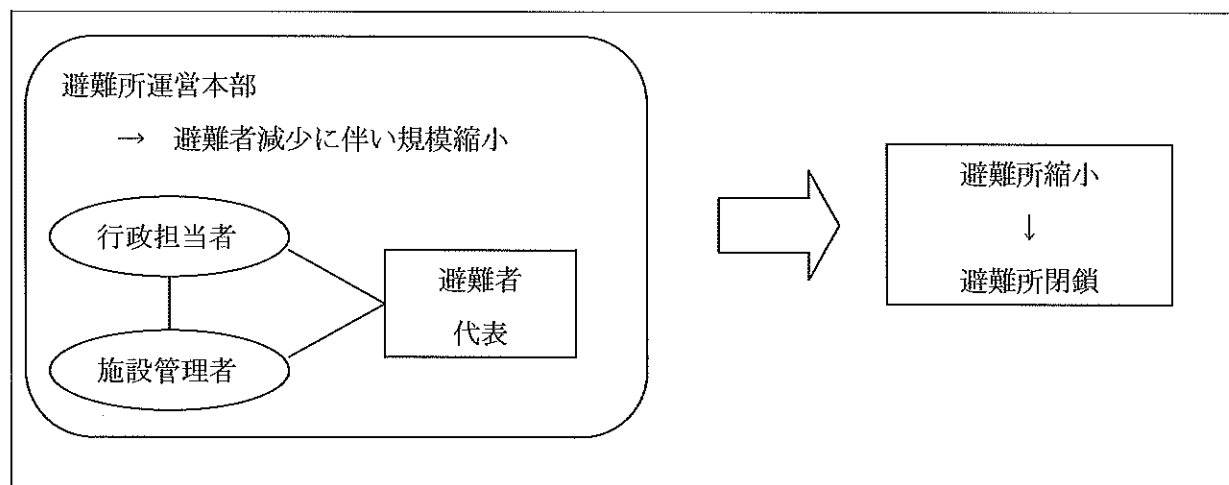 避難所運営本部
→ 避難者減少に伴い規模縮小
行政担当者
施設管理者
避難者
代表
避難所縮小
↓
避難所閉鎖